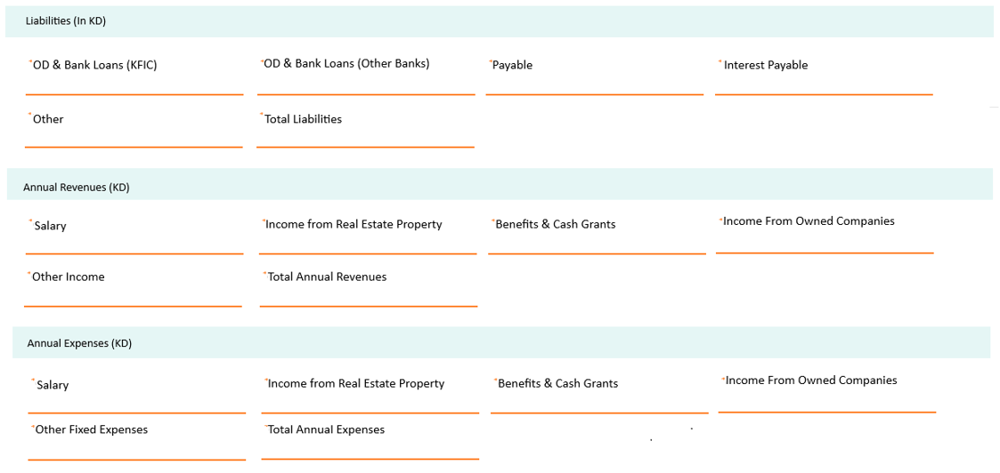 Liabilities (In KD)
*OD & Bank Loans (KFIC)
*OD & Bank Loans (Other Banks)
*Payable
* Interest Payable
*Other
*Total Liabilities
Annual Revenues (KD)
*Salary
*Income from Real Estate Property
*Benefits & Cash Grants
*Income From Owned Companies
*Other Income
*Total Annual Revenues
Annual Expenses (KD)
*Salary
*Income from Real Estate Property
*Benefits & Cash Grants
*Income From Owned Companies
*Other Fixed Expenses
*Total Annual Expenses